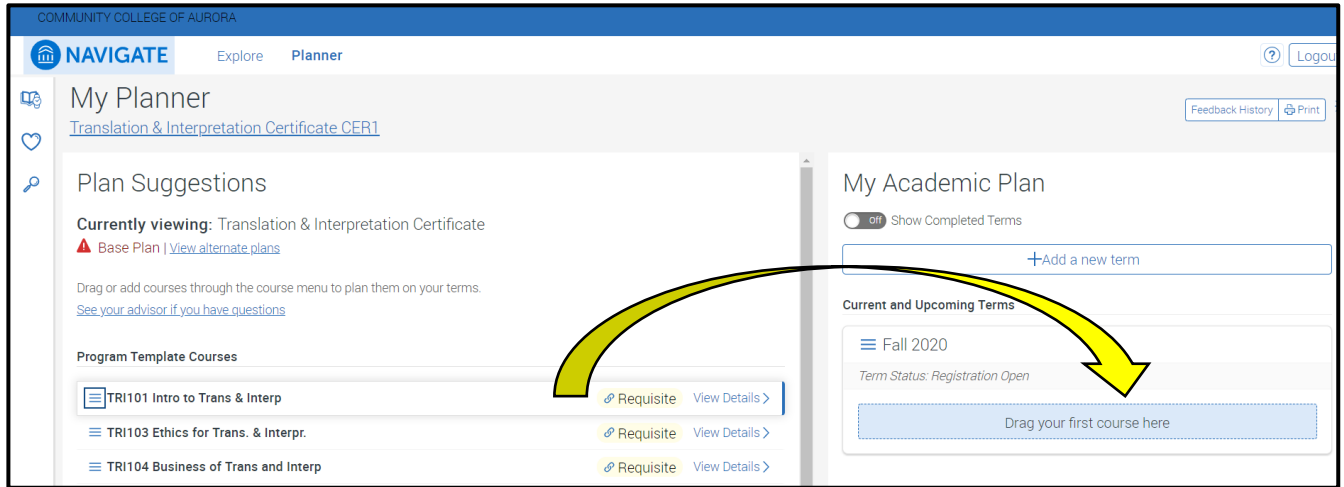 COMMUNITY COLLEGE OF AURORA
NAVIGATE Explore Planner ? Logou
My Planner
Translation & Interpretation Certificate CER1
Feedback History Print
Plan Suggestions
Currently viewing: Translation & Interpretation Certificate
Base Plan | View alternate plans
Drag or add courses through the course menu to plan them on your terms.
See your advisor if you have questions
Program Template Courses
TRI101 Intro to Trans & Interp Requisite View Details >
TRI103 Ethics for Trans. & Interpr. Requisite View Details >
TRI104 Business of Trans and Interp Requisite View Details >
My Academic Plan
Off Show Completed Terms
+Add a new term
Current and Upcoming Terms
Fall 2020
Term Status: Registration Open
Drag your first course here